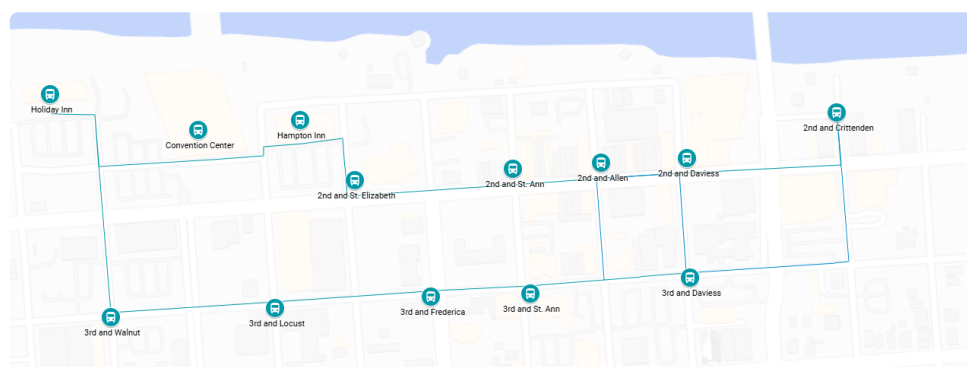 Holiday Inn
Convention Center
Hampton Inn
2nd and Crittenden
2nd and St. Elizabeth
2nd and St. Ann
2nd and Allen
2nd and Daviess
3rd and Walnut
3rd and Locust
3rd and Frederica
3rd and St. Ann
3rd and Daviess